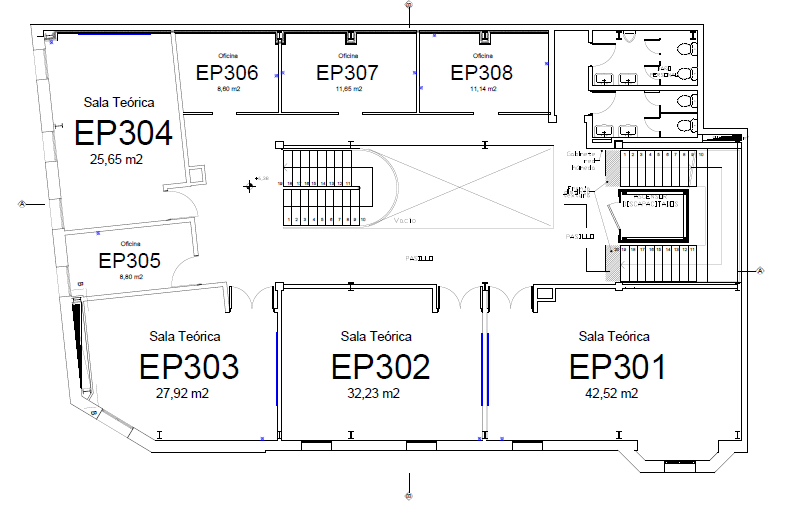 Oficina
EP306
8,60 m2
Oficina
EP307
11,65 m2
Oficina
EP308
11,14 m2
Sala Teórica
EP304
25,65 m2
Oficina
EP305
8,80 m2
Vacio
PASILLO
PASILLO
ASCENSOR
Sala Teórica
EP303
27,92 m2
Sala Teórica
EP302
32,23 m2
Sala Teórica
EP301
42,52 m2
A
A